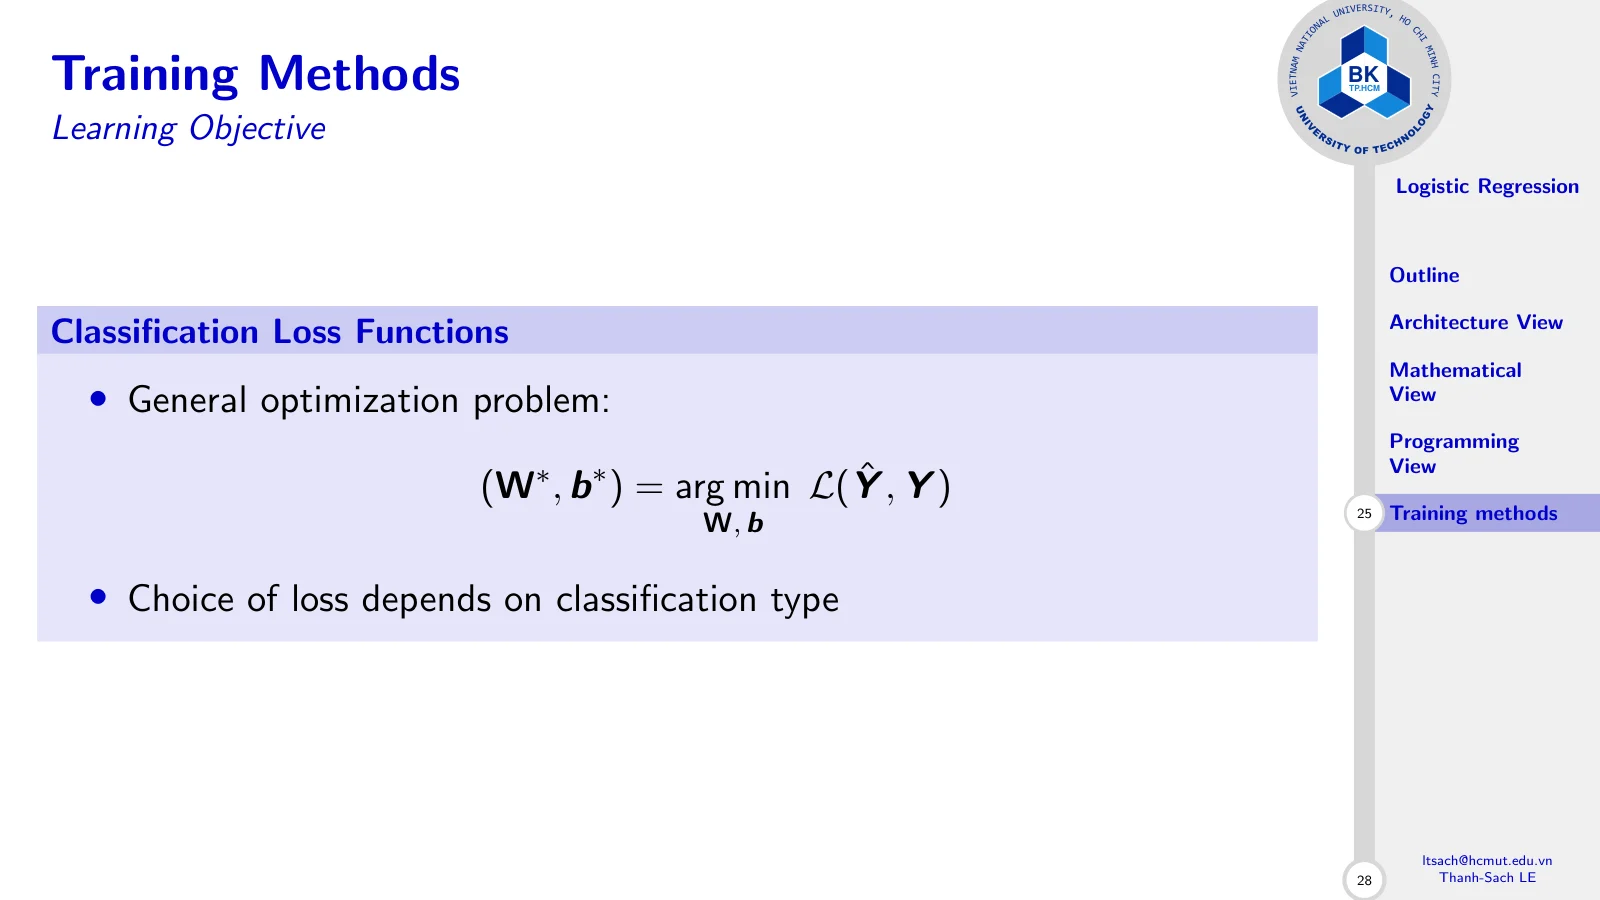 Training Methods
Learning Objective
VIETNAM NATIONAL UNIVERSITY, HO CHI MINH CITY
BK
TP.HCM
UNIVERSITY OF TECHNOLOGY
Logistic Regression
Outline
Architecture View
Mathematical
View
Programming
View
25
Training methods
Classification Loss Functions
• General optimization problem:
(W*, b*) = arg min L(Ŷ, Y)
W, b
• Choice of loss depends on classification type
ltsach@hcmut.edu.vn
Thanh-Sach LE
28